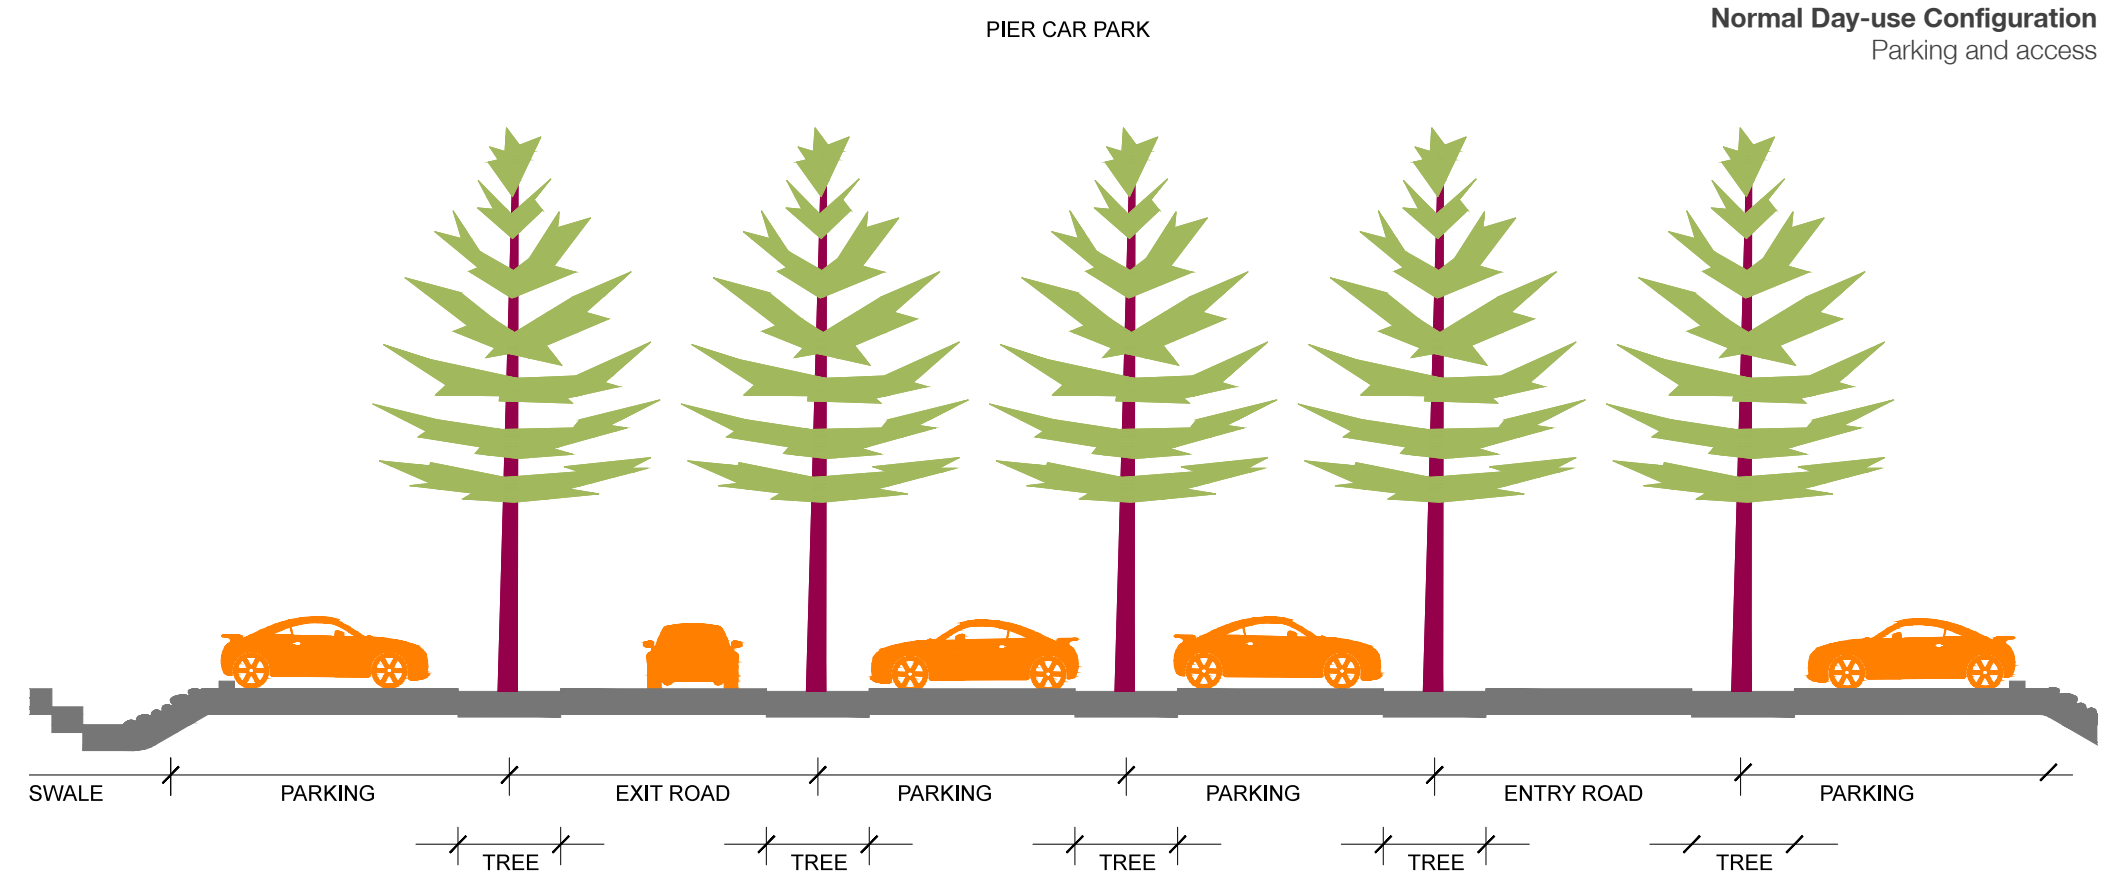 PIER CAR PARK
Normal Day-use Configuration
Parking and access
SWALE PARKING EXIT ROAD PARKING PARKING ENTRY ROAD PARKING
TREE TREE TREE TREE TREE